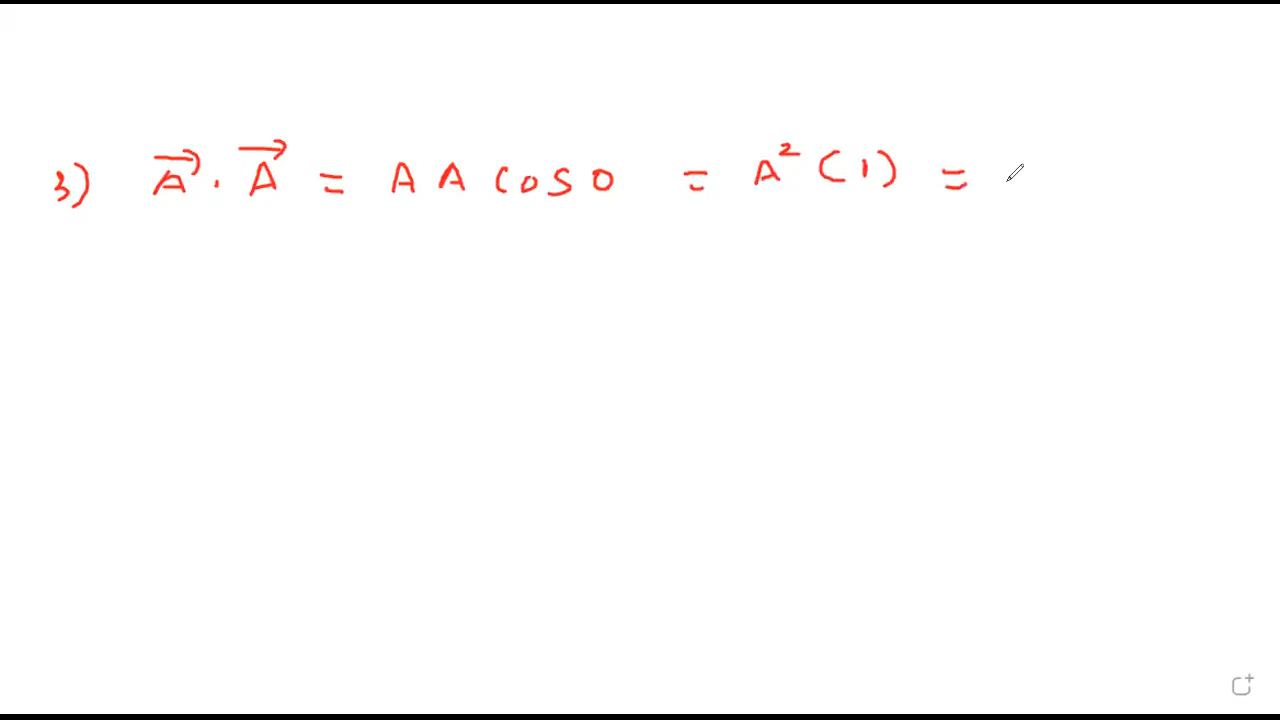 3) A⃗ . A⃗ = A A cos 0 = A² (1) =